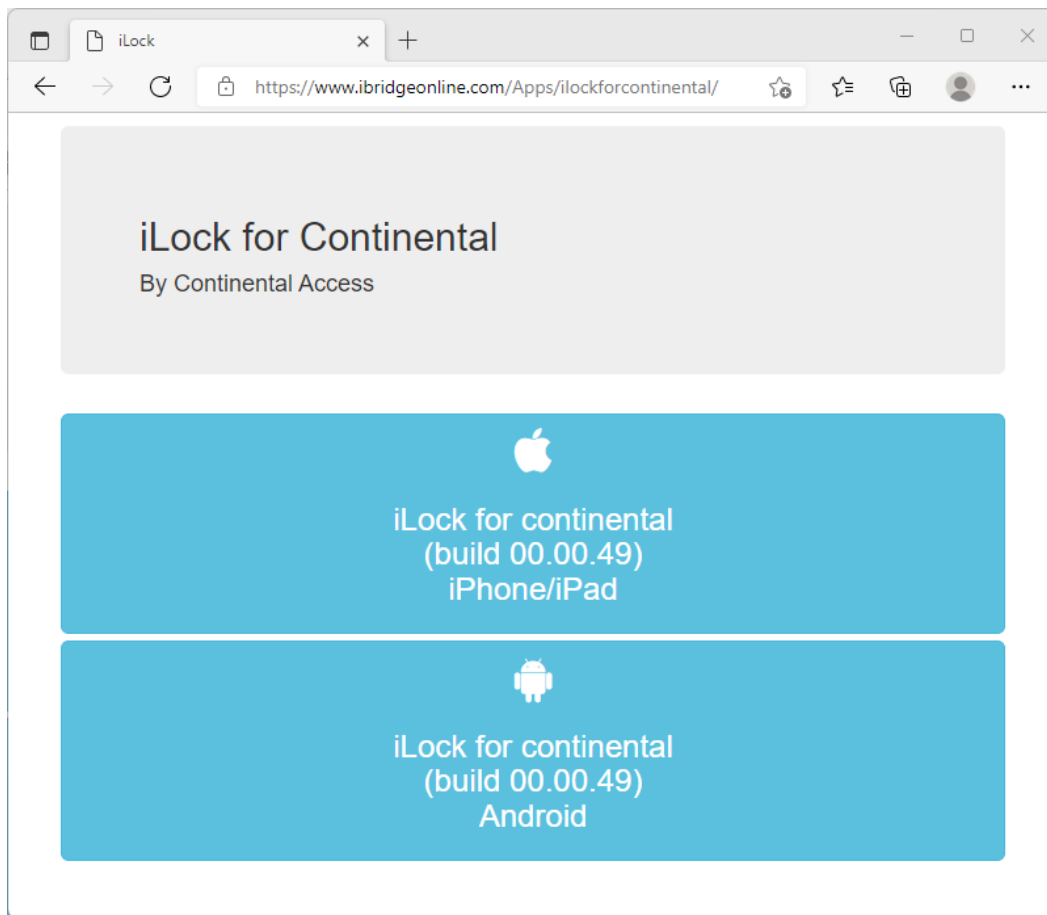 iLock
https://www.ibridgeonline.com/Apps/ilockforcontinental/
iLock for Continental
By Continental Access
iLock for continental
(build 00.00.49)
iPhone/iPad
iLock for continental
(build 00.00.49)
Android